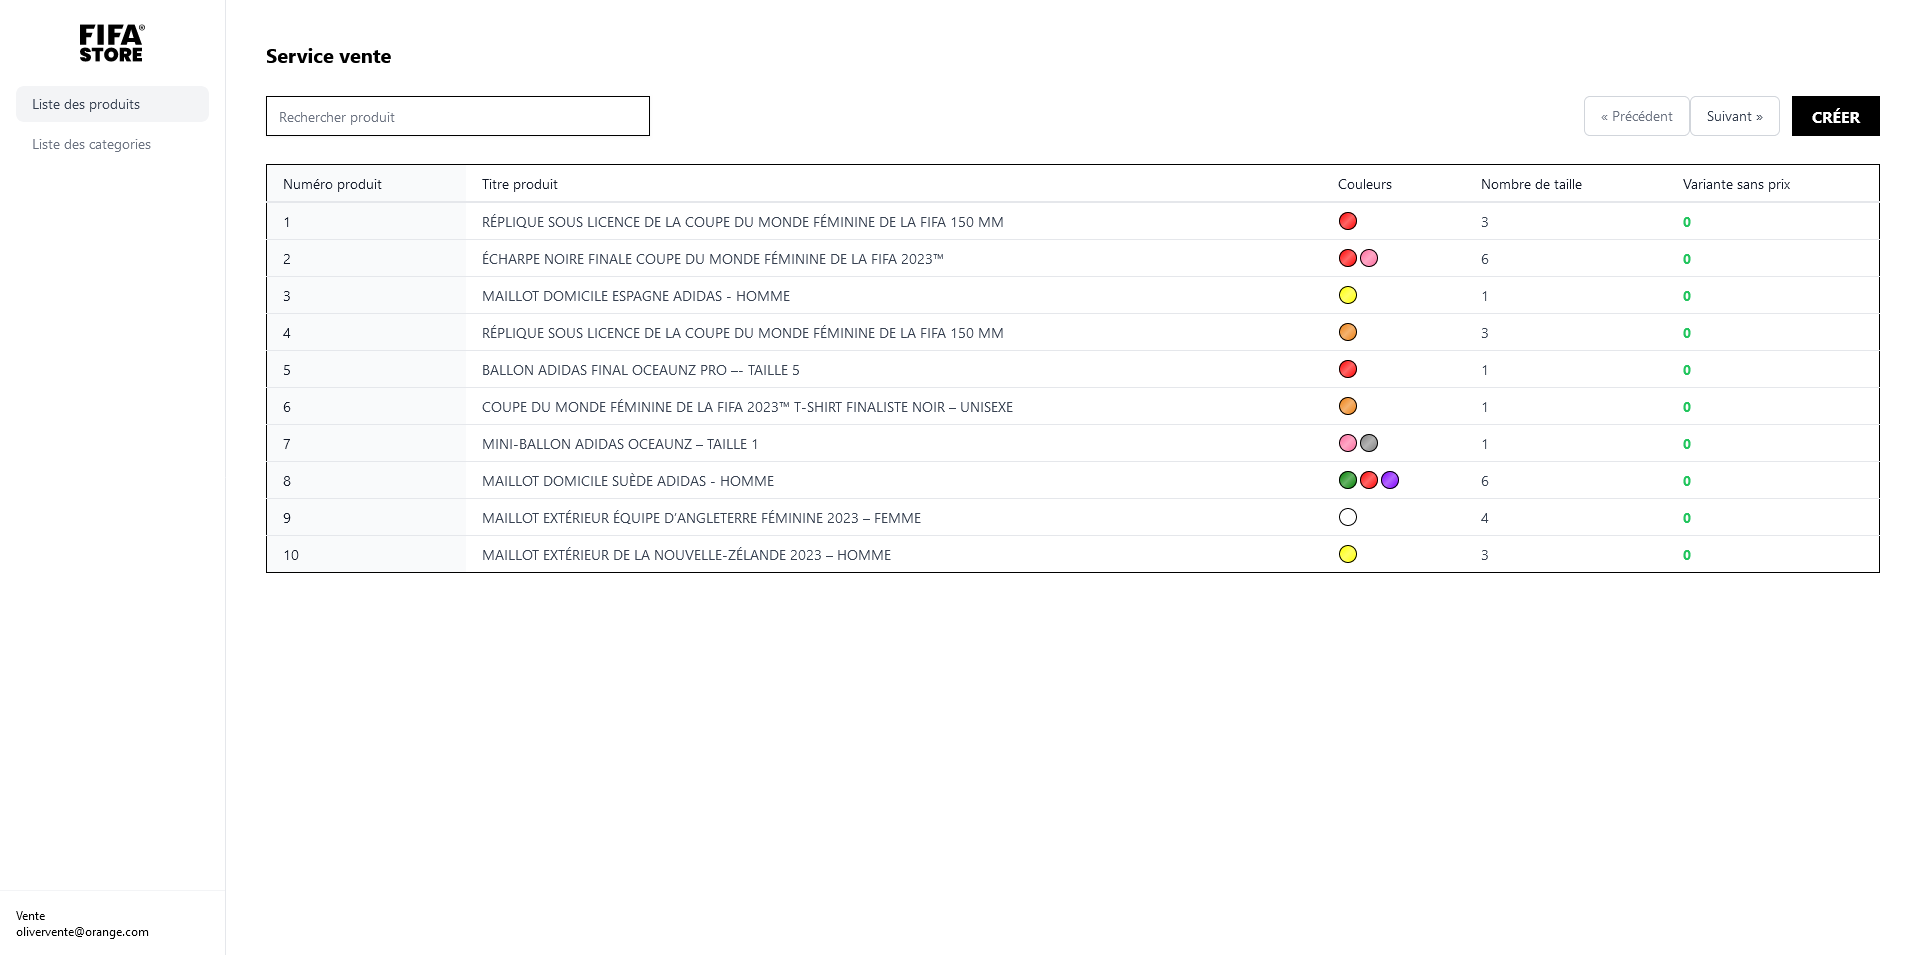 FIFA®
STORE
Liste des produits
Liste des categories
Service vente
Rechercher produit
« Précédent Suivant » CRÉER
Numéro produit Titre produit Couleurs Nombre de taille Variante sans prix
1 RÉPLIQUE SOUS LICENCE DE LA COUPE DU MONDE FÉMININE DE LA FIFA 150 MM 3 0
2 ÉCHARPE NOIRE FINALE COUPE DU MONDE FÉMININE DE LA FIFA 2023™ 6 0
3 MAILLOT DOMICILE ESPAGNE ADIDAS - HOMME 1 0
4 RÉPLIQUE SOUS LICENCE DE LA COUPE DU MONDE FÉMININE DE LA FIFA 150 MM 3 0
5 BALLON ADIDAS FINAL OCEAUNZ PRO –- TAILLE 5 1 0
6 COUPE DU MONDE FÉMININE DE LA FIFA 2023™ T-SHIRT FINALISTE NOIR – UNISEXE 1 0
7 MINI-BALLON ADIDAS OCEAUNZ – TAILLE 1 1 0
8 MAILLOT DOMICILE SUÈDE ADIDAS - HOMME 6 0
9 MAILLOT EXTÉRIEUR ÉQUIPE D'ANGLETERRE FÉMININE 2023 – FEMME 4 0
10 MAILLOT EXTÉRIEUR DE LA NOUVELLE-ZÉLANDE 2023 – HOMME 3 0
Vente
olivervente@orange.com